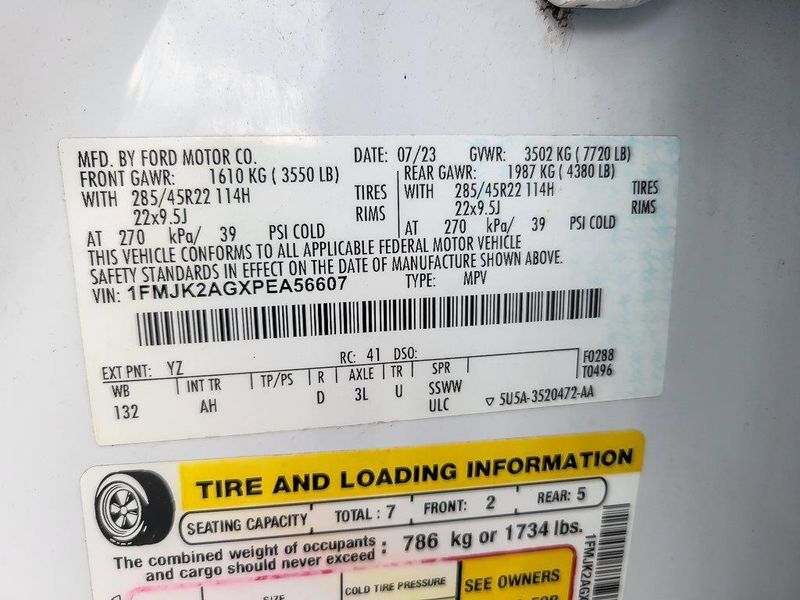 MFD. BY FORD MOTOR CO. DATE: 07/23 GVWR: 3502 KG ( 7720 LB)
FRONT GAWR: 1610 KG ( 3550 LB) REAR GAWR: 1987 KG ( 4380 LB)
WITH 285/45R22 114H TIRES WITH 285/45R22 114H TIRES
22x9.5J RIMS 22x9.5J RIMS
AT 270 kPa/ 39 PSI COLD AT 270 kPa/ 39 PSI COLD
THIS VEHICLE CONFORMS TO ALL APPLICABLE FEDERAL MOTOR VEHICLE
SAFETY STANDARDS IN EFFECT ON THE DATE OF MANUFACTURE SHOWN ABOVE.
VIN: 1FMJK2AGXPEA56607 TYPE: MPV
EXT PNT: YZ RC: 41 DSO: F0288
WB INT TR TP/PS R AXLE TR SPR T0496
132 AH D 3L U SSWW
ULC ▽ 5U5A-3520472-AA
TIRE AND LOADING INFORMATION
SEATING CAPACITY TOTAL : 7 FRONT: 2 REAR: 5
The combined weight of occupants
and cargo should never exceed : 786 kg or 1734 lbs.
SIZE COLD TIRE PRESSURE SEE OWNERS
1FMJK2AGX